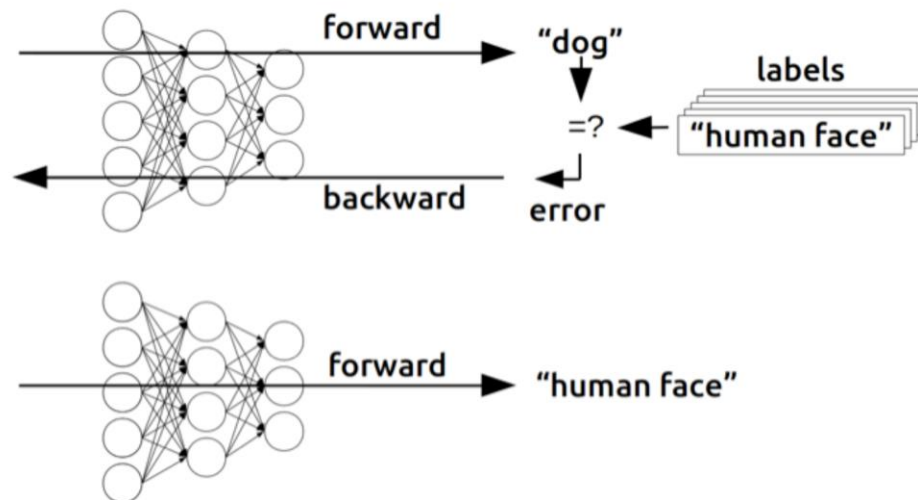 forward
“dog”
labels
=?
“human face”
backward
error
forward
“human face”